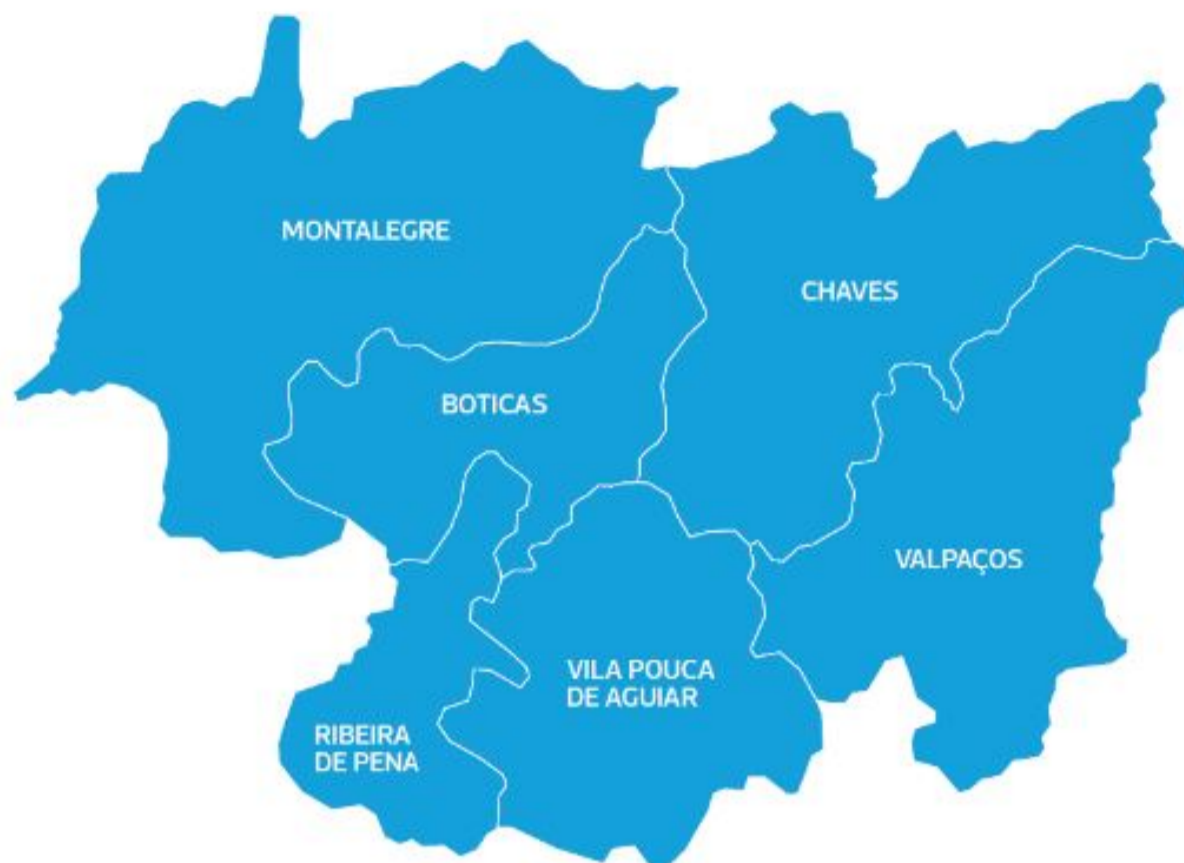 MONTALEGRE
CHAVES
BOTICAS
VALPAÇOS
VILA POUCA
DE AGUIAR
RIBEIRA
DE PENA